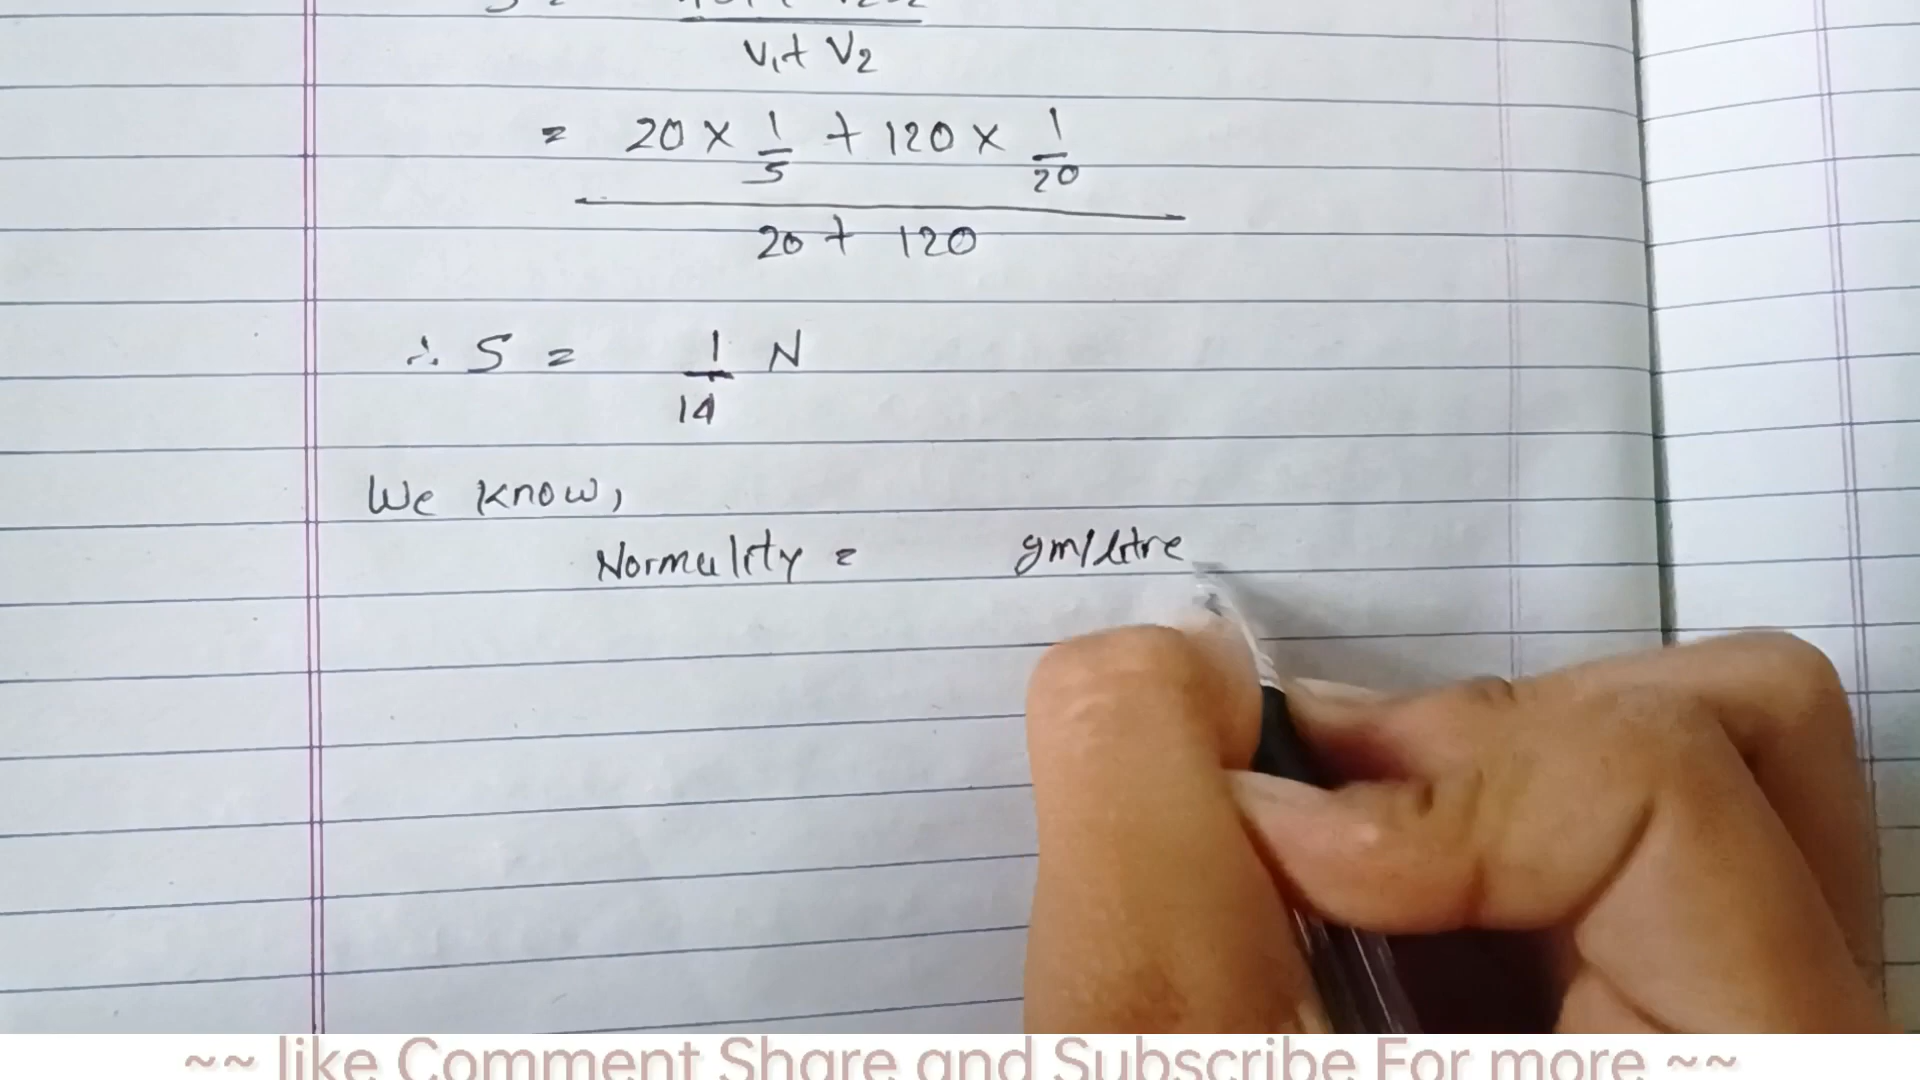 V1 + V2
= 20 × 1/5 + 120 × 1/20
20 + 120
∴ S = 1/14 N
We know,
Normality = gm/litre
~~ like Comment Share and Subscribe For more ~~